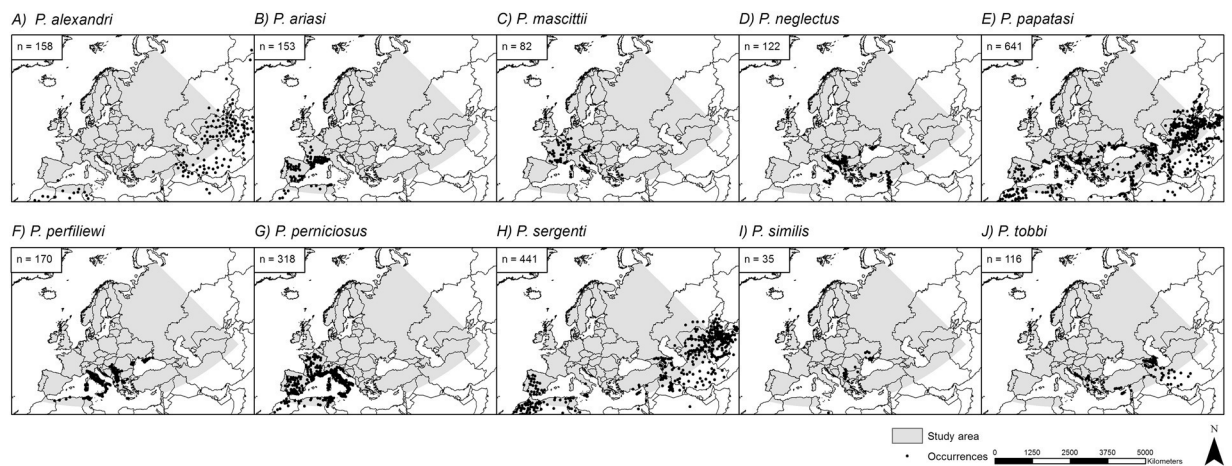 A) P. alexandri
B) P. ariasi
C) P. mascittii
D) P. neglectus
E) P. papatasi
n = 158
n = 153
n = 82
n = 122
n = 641
F) P. perfiliewi
G) P. perniciosus
H) P. sergenti
I) P. similis
J) P. tobbi
n = 170
n = 318
n = 441
n = 35
n = 116
Study area
Occurrences
N
0 1250 2500 3750 5000
Kilometers